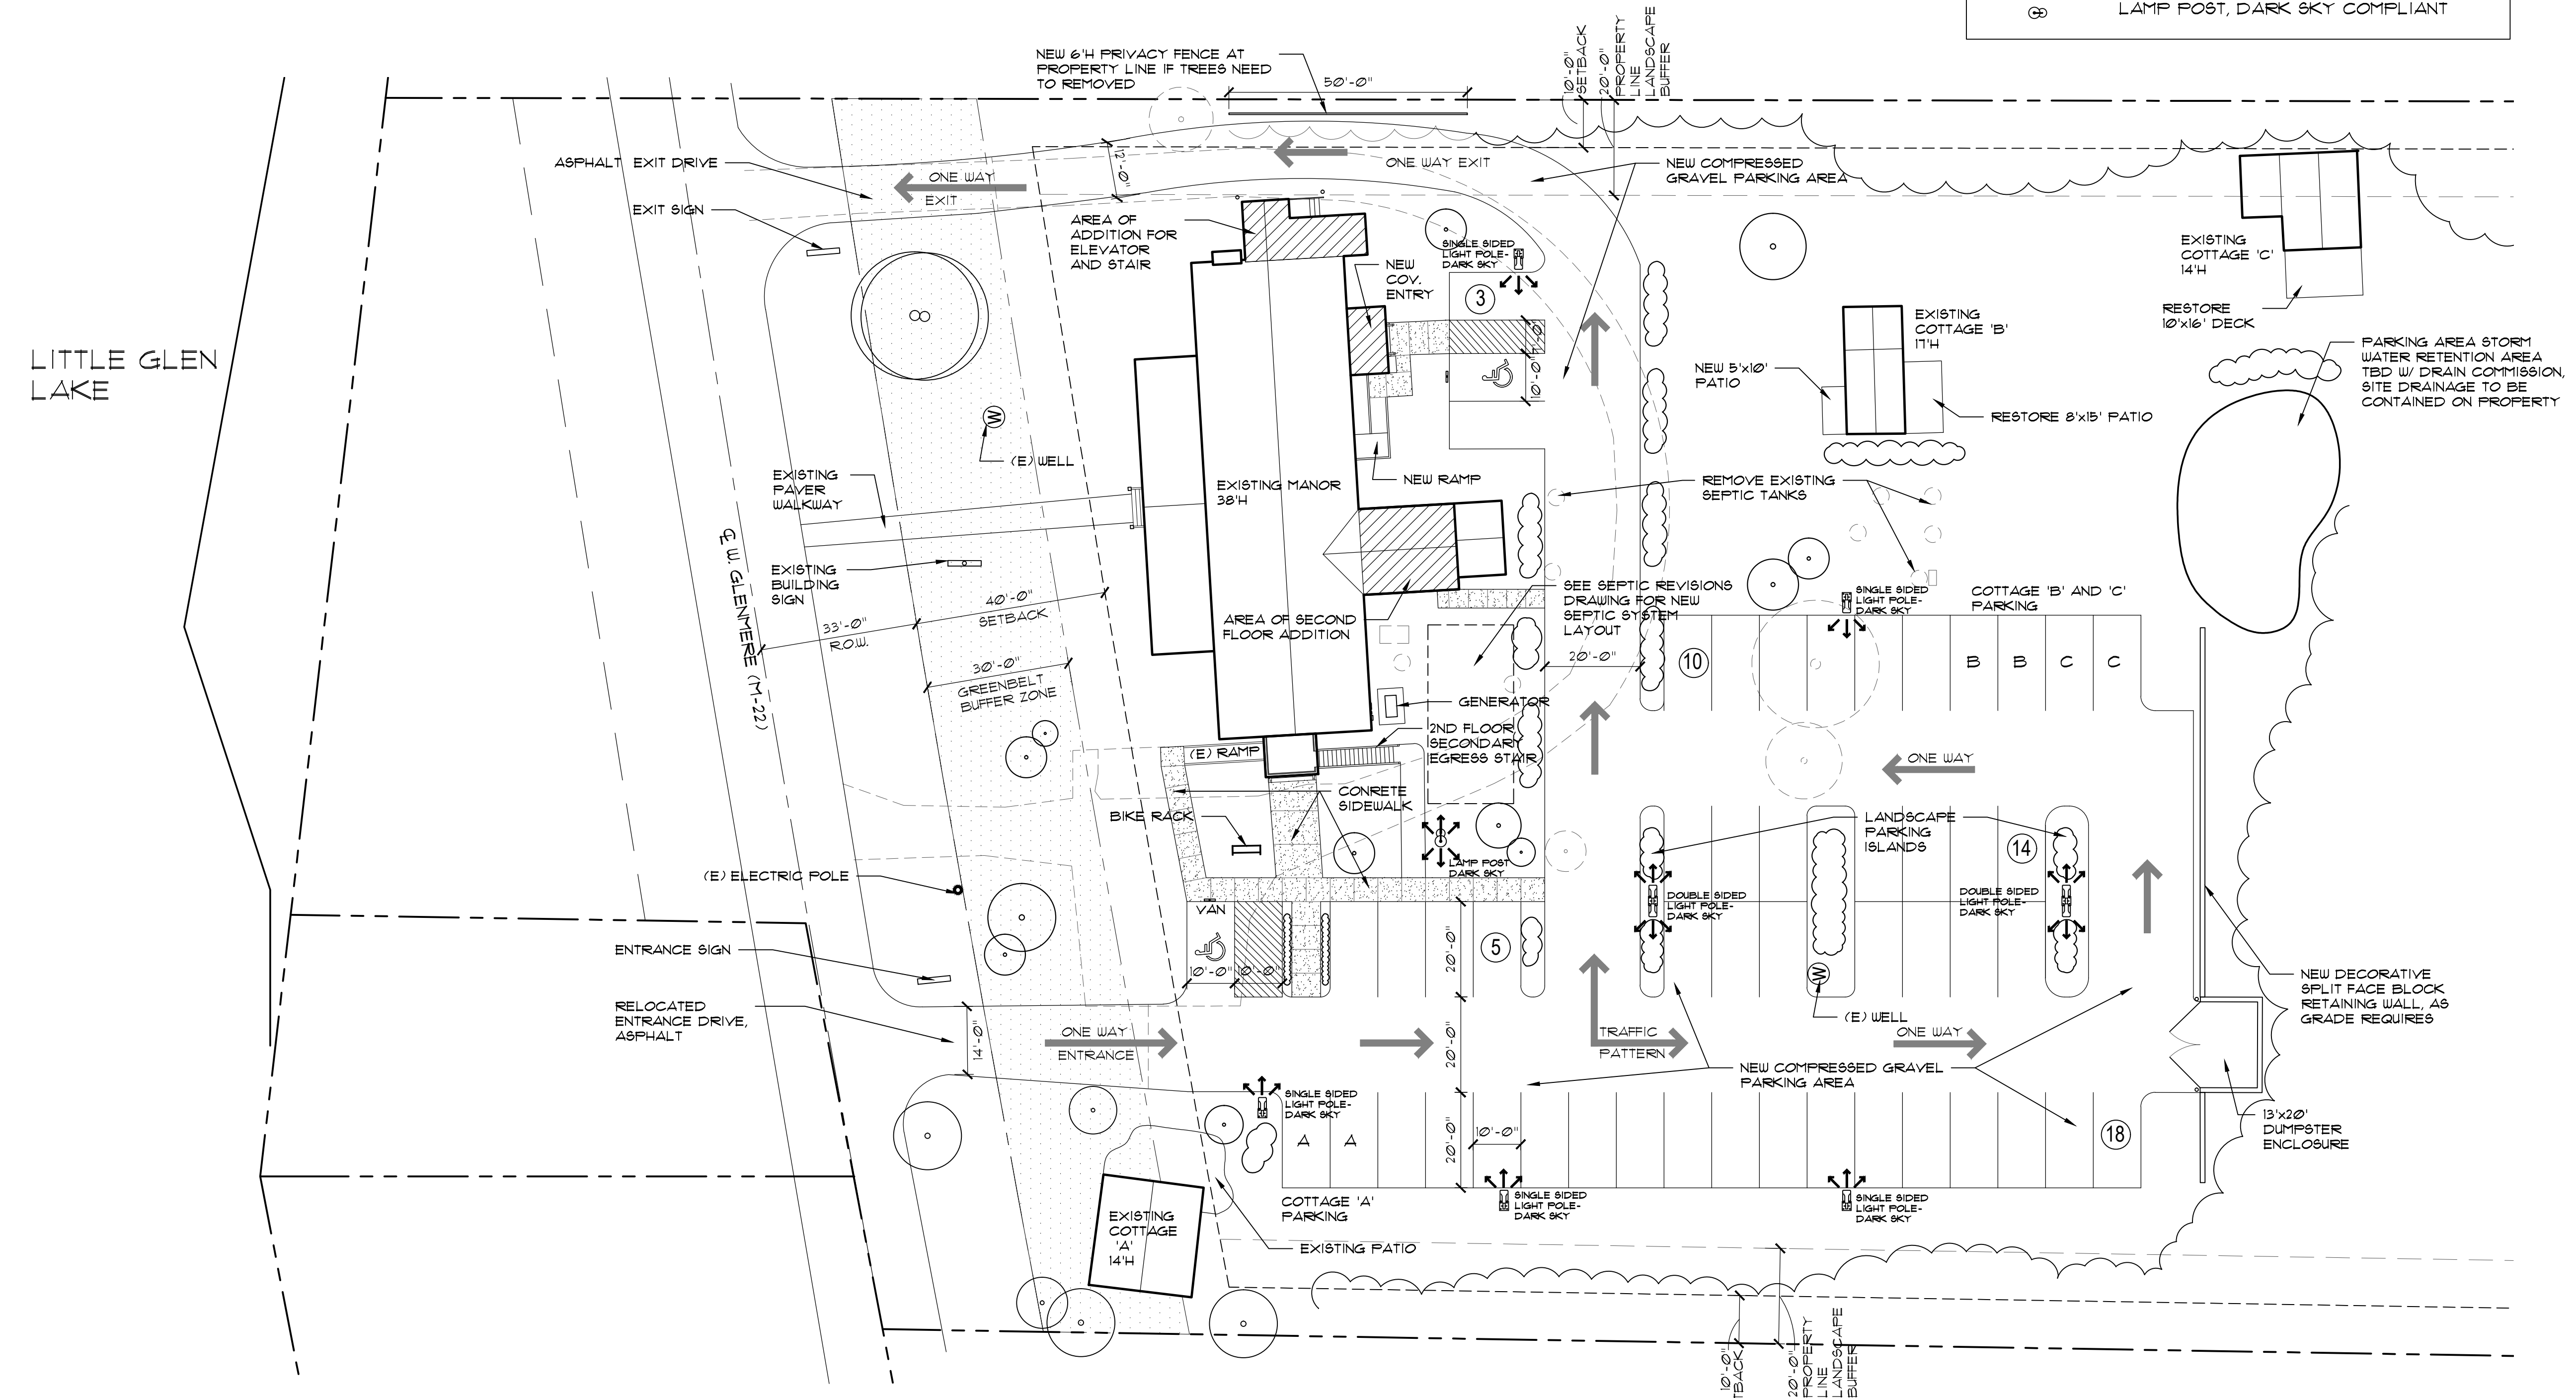 LAMP POST, DARK SKY COMPLIANT
NEW 6'H PRIVACY FENCE AT
PROPERTY LINE IF TREES NEED
TO REMOVED
50'-0"
10'-0"
SETBACK
20'-0"
PROPERTY
LINE
LANDSCAPE
BUFFER
ASPHALT EXIT DRIVE
ONE WAY
EXIT
12'-0"
ONE WAY EXIT
NEW COMPRESSED
GRAVEL PARKING AREA
EXIT SIGN
AREA OF
ADDITION FOR
ELEVATOR
AND STAIR
NEW
COV.
ENTRY
SINGLE SIDED
LIGHT POLE-
DARK SKY
3
EXISTING
COTTAGE 'C'
14'H
RESTORE
10'x16' DECK
EXISTING
COTTAGE 'B'
17'H
LITTLE GLEN
LAKE
PARKING AREA STORM
WATER RETENTION AREA
TBD W/ DRAIN COMMISSION,
SITE DRAINAGE TO BE
CONTAINED ON PROPERTY
10'-0"
NEW 5'x10'
PATIO
RESTORE 8'x15' PATIO
W
(E) WELL
EXISTING
PAVER
WALKWAY
EXISTING MANOR
38'H
NEW RAMP
REMOVE EXISTING
SEPTIC TANKS
℄ W. GLENMERE (M-22)
EXISTING
BUILDING
SIGN
40'-0"
SETBACK
33'-0"
R.O.W.
30'-0"
GREENBELT
BUFFER ZONE
AREA OF SECOND
FLOOR ADDITION
SEE SEPTIC REVISIONS
DRAWING FOR NEW
SEPTIC SYSTEM
LAYOUT
20'-0"
10
SINGLE SIDED
LIGHT POLE-
DARK SKY
COTTAGE 'B' AND 'C'
PARKING
B B C C
GENERATOR
2ND FLOOR
SECONDARY
EGRESS STAIR
(E) RAMP
ONE WAY
CONRETE
SIDEWALK
BIKE RACK
LANDSCAPE
PARKING
ISLANDS
14
(E) ELECTRIC POLE
LAMP POST
DARK SKY
DOUBLE SIDED
LIGHT POLE-
DARK SKY
DOUBLE SIDED
LIGHT POLE-
DARK SKY
VAN
10'-0"
10'-0"
20'-0"
5
ENTRANCE SIGN
W
(E) WELL
NEW DECORATIVE
SPLIT FACE BLOCK
RETAINING WALL, AS
GRADE REQUIRES
RELOCATED
ENTRANCE DRIVE,
ASPHALT
14'-0"
ONE WAY
ENTRANCE
20'-0"
TRAFFIC
PATTERN
ONE WAY
NEW COMPRESSED GRAVEL
PARKING AREA
SINGLE SIDED
LIGHT POLE-
DARK SKY
A A
20'-0"
10'-0"
18
13'x20'
DUMPSTER
ENCLOSURE
COTTAGE 'A'
PARKING
SINGLE SIDED
LIGHT POLE-
DARK SKY
SINGLE SIDED
LIGHT POLE-
DARK SKY
EXISTING
COTTAGE
'A'
14'H
EXISTING PATIO
10'-0"
TBACK
20'-0"
PROPERTY
LINE
LANDSCAPE
BUFFER